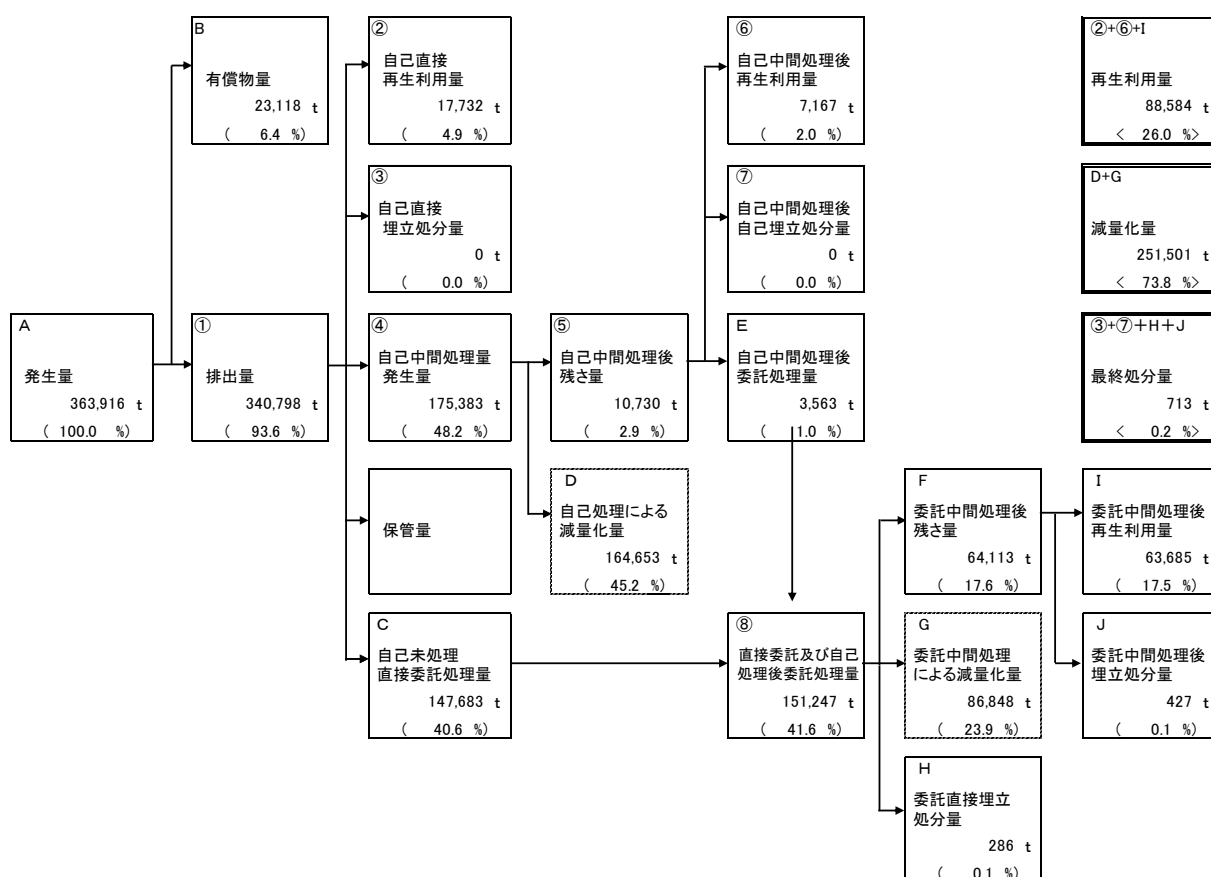 B
有償物量
23,118 t
( 6.4 %)
②
自己直接
再生利用量
17,732 t
( 4.9 %)
⑥
自己中間処理後
再生利用量
7,167 t
( 2.0 %)
②+⑥+I
再生利用量
88,584 t
< 26.0 %>
③
自己直接
埋立処分量
0 t
( 0.0 %)
⑦
自己中間処理後
自己埋立処分量
0 t
( 0.0 %)
D+G
減量化量
251,501 t
< 73.8 %>
A
発生量
363,916 t
( 100.0 %)
①
排出量
340,798 t
( 93.6 %)
④
自己中間処理量
発生量
175,383 t
( 48.2 %)
⑤
自己中間処理後
残さ量
10,730 t
( 2.9 %)
E
自己中間処理後
委託処理量
3,563 t
( 1.0 %)
③+⑦+H+J
最終処分量
713 t
< 0.2 %>
保管量
D
自己処理による
減量化量
164,653 t
( 45.2 %)
F
委託中間処理後
残さ量
64,113 t
( 17.6 %)
I
委託中間処理後
再生利用量
63,685 t
( 17.5 %)
C
自己未処理
直接委託処理量
147,683 t
( 40.6 %)
⑧
直接委託及び自己
処理後委託処理量
151,247 t
( 41.6 %)
G
委託中間処理
による減量化量
86,848 t
( 23.9 %)
J
委託中間処理後
埋立処分量
427 t
( 0.1 %)
H
委託直接埋立
処分量
286 t
( 0.1 %)